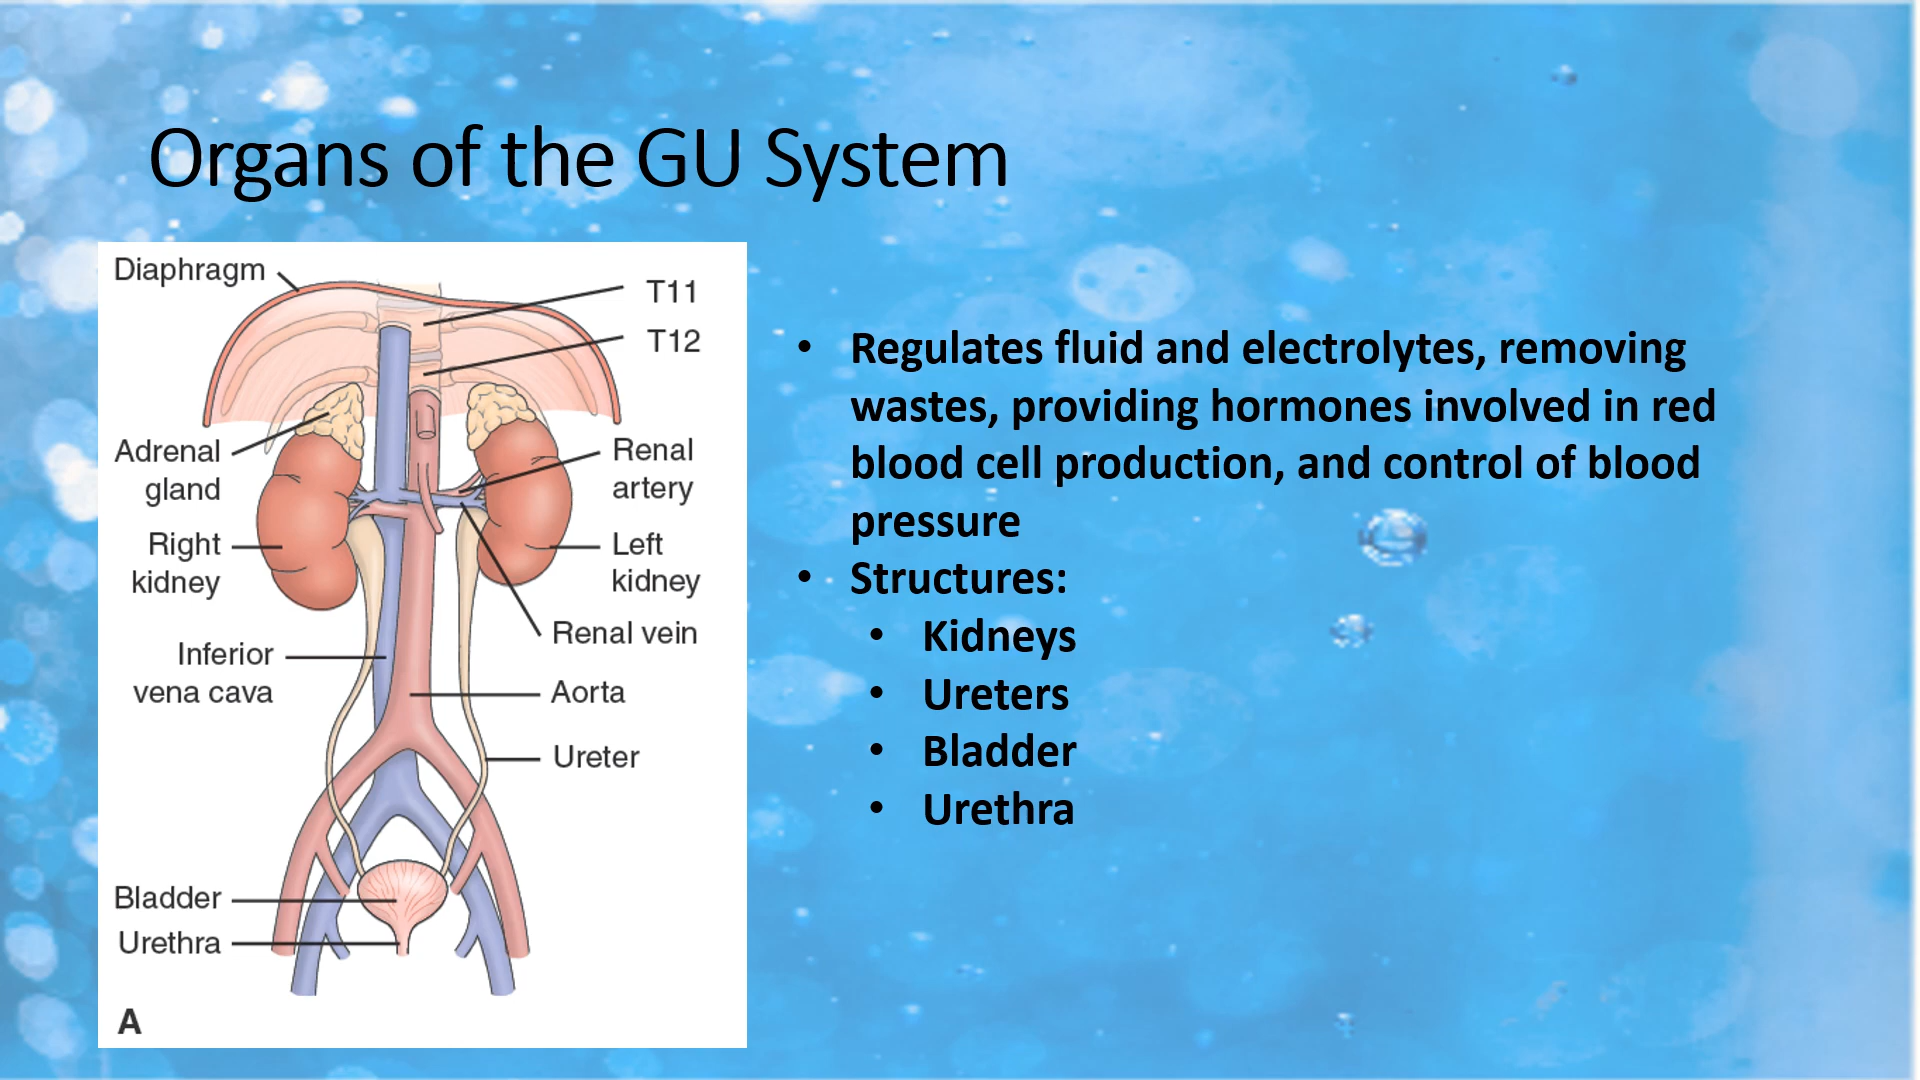 Organs of the GU System
Diaphragm
T11
T12
Adrenal
gland
Renal
artery
Right
kidney
Left
kidney
Renal vein
Inferior
vena cava
Aorta
Ureter
Bladder
Urethra
A
• Regulates fluid and electrolytes, removing
wastes, providing hormones involved in red
blood cell production, and control of blood
pressure
• Structures:
• Kidneys
• Ureters
• Bladder
• Urethra